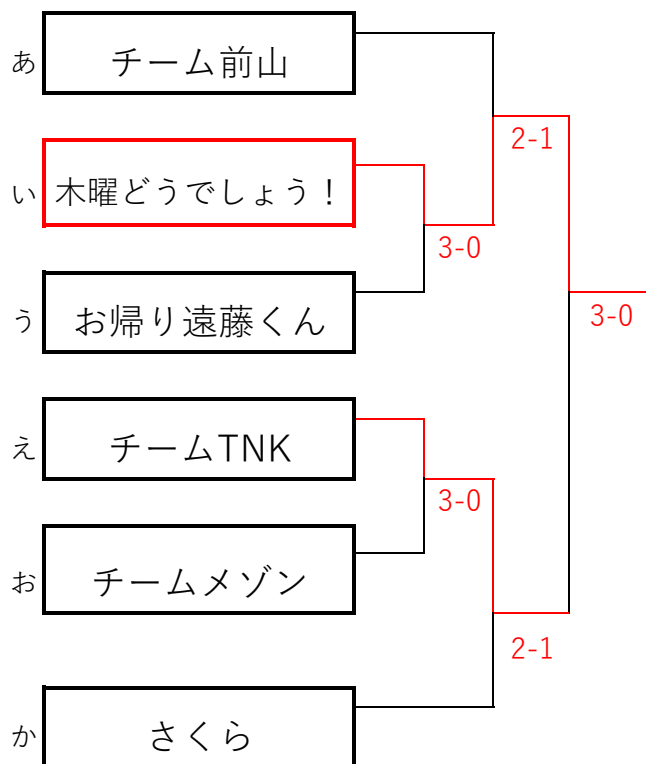 あ
チーム前山
2-1
い
木曜どうでしょう！
3-0
3-0
う
お帰り遠藤くん
え
チームTNK
3-0
お
チームメゾン
2-1
か
さくら